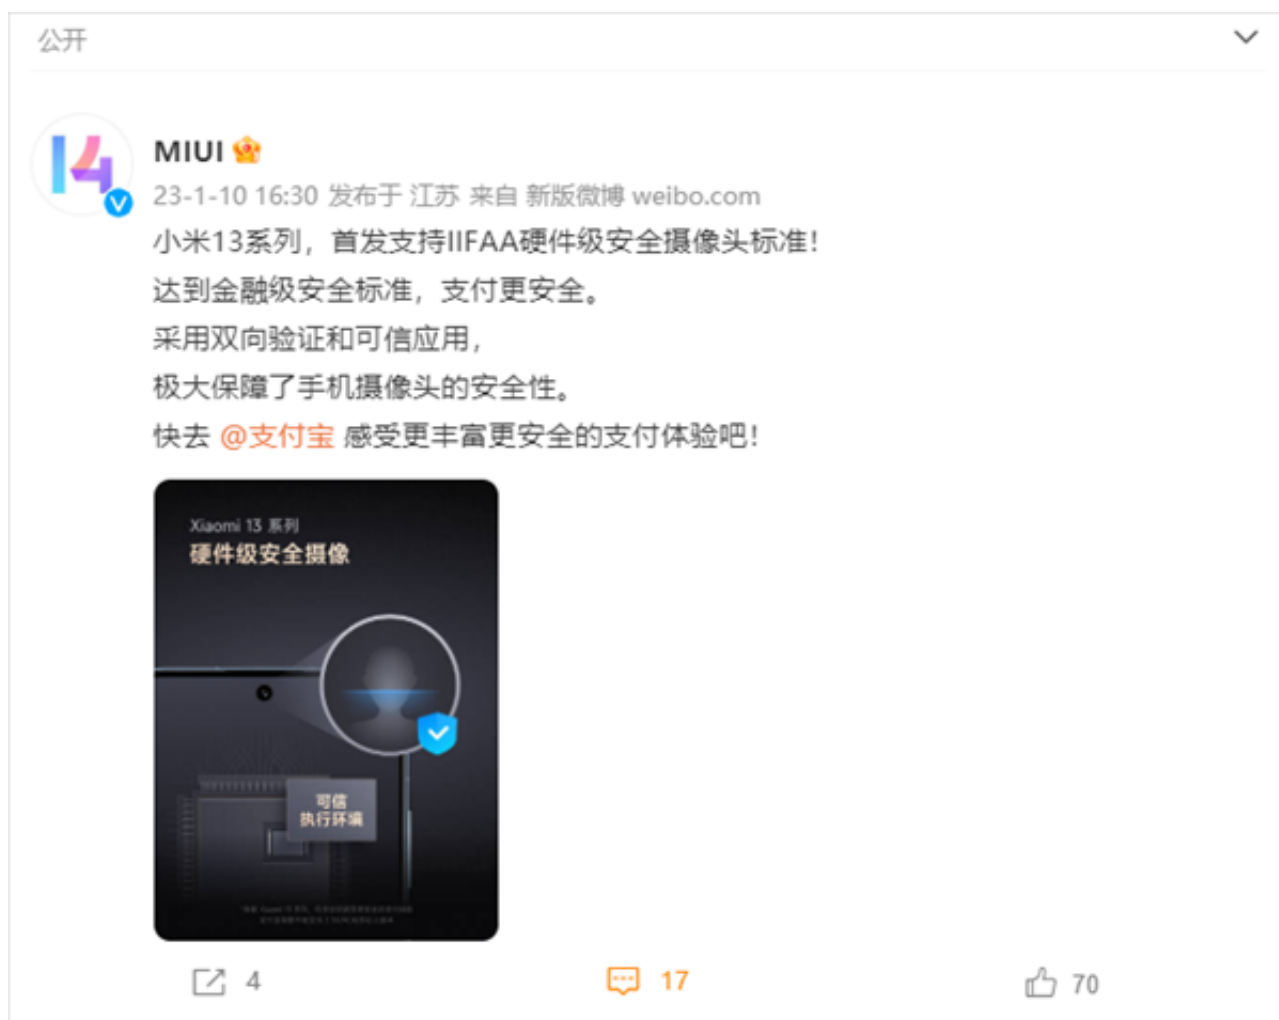 公开
14
MIUI
23-1-10 16:30 发布于 江苏 来自 新版微博 weibo.com
小米13系列，首发支持IIFAA硬件级安全摄像头标准！
达到金融级安全标准，支付更安全。
采用双向验证和可信应用，
极大保障了手机摄像头的安全性。
快去 @支付宝 感受更丰富更安全的支付体验吧！
Xiaomi 13 系列
硬件级安全摄像
可信
执行环境
4
17
70